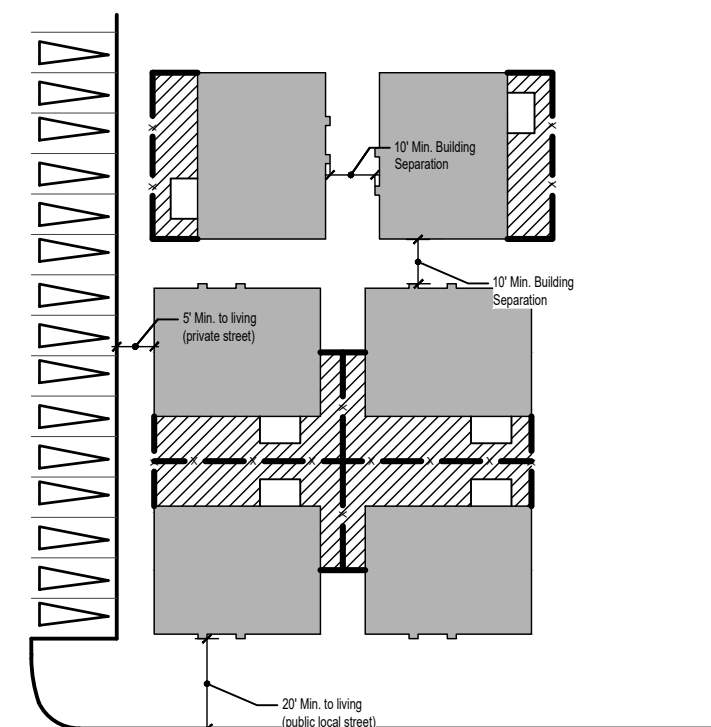 10' Min. Building
Separation
10' Min. Building
Separation
5' Min. to living
(private street)
20' Min. to living
(public local street)